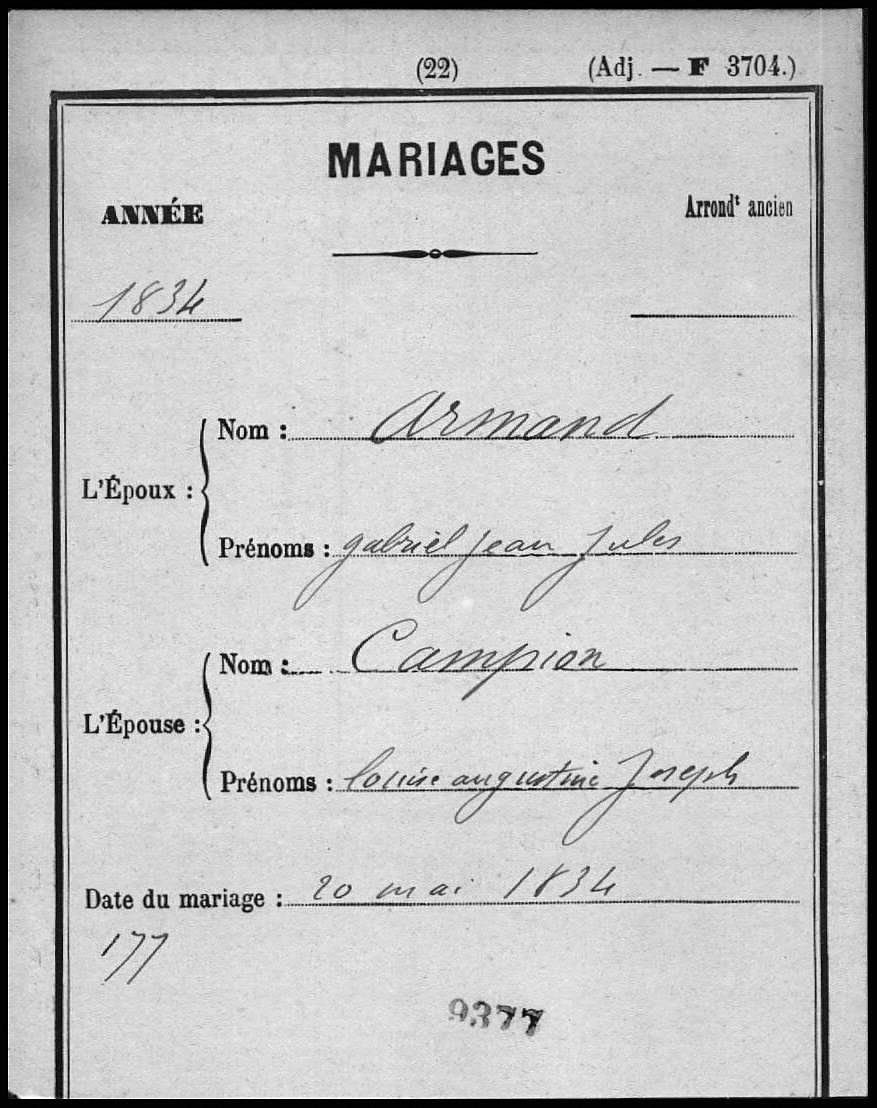 (22) (Adj. — F 3704.)
MARIAGES
ANNÉE Arrondt ancien
1834
Nom : Armand
L'Époux :
Prénoms : gabriel jean Jules
Nom : Campion
L'Épouse :
Prénoms : louise augustine Joseph
Date du mariage : 20 mai 1834
177
9377